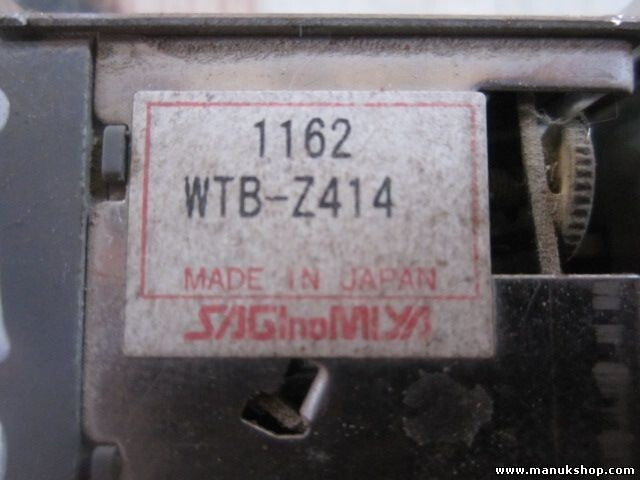 1162
WTB-Z414
MADE IN JAPAN
SAGInoMIYA
www.manukshop.com